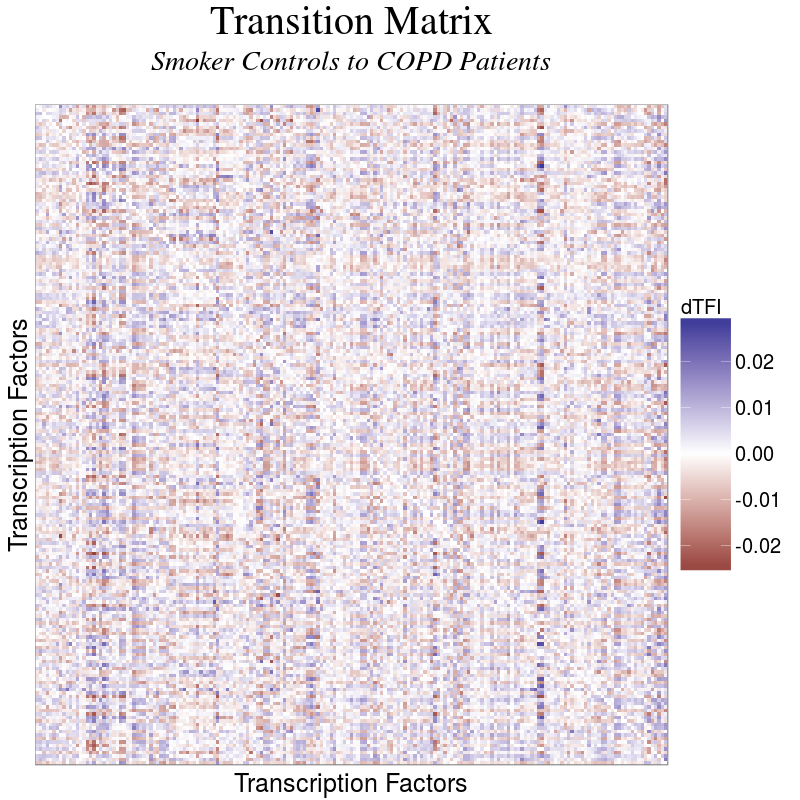 Transition Matrix
Smoker Controls to COPD Patients
Transcription Factors
dTFI
0.02
0.01
0.00
-0.01
-0.02
Transcription Factors